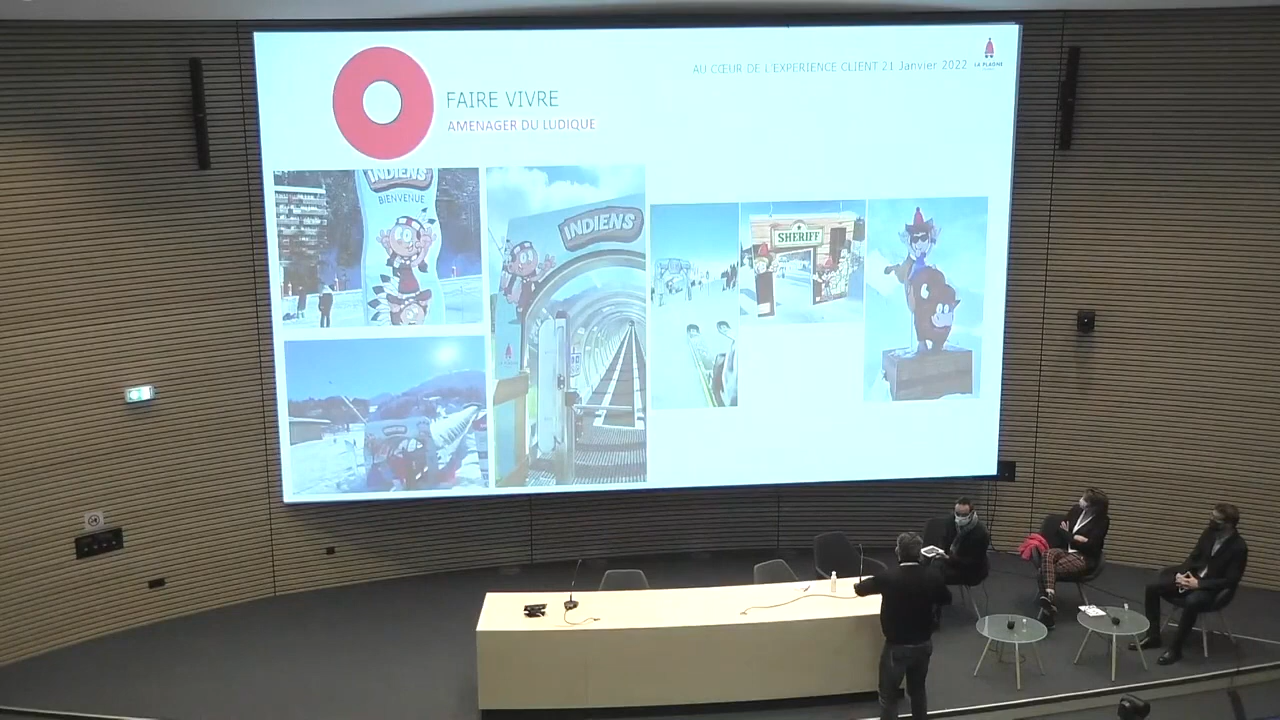 AU CŒUR DE L'EXPERIENCE CLIENT 21 Janvier 2022
LA PLAGNE
FAIRE VIVRE
AMENAGER DU LUDIQUE
INDIENS
BIENVENUE
INDIENS
SHERIFF
INDIENS